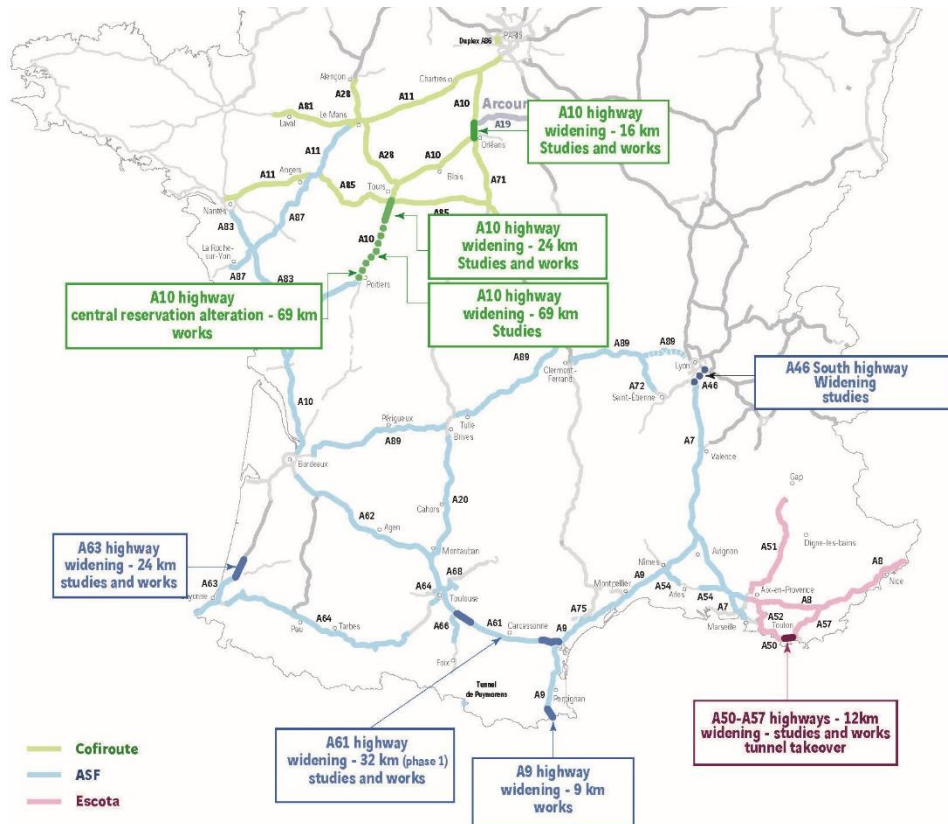 Duplex A86
PARIS
Alençon
Chartres
A28
A11
A10
Arcour
A19
A81
Laval
Le Mans
Orléans
A10 highway
widening - 16 km
Studies and works
A11
A28
A10
Blois
A71
Angers
A11
A85
Tours
A85
Nantes
A87
A83
La Roche-
sur-Yon
A10
A10 highway
widening - 24 km
Studies and works
A87
A83
Poitiers
A10 highway
central reservation alteration - 69 km
works
A10 highway
widening - 69 km
Studies
A89
A89
A89
Lyon
Clermont-
Ferrand
A72
Saint-Étienne
A46
A46 South highway
Widening
studies
A10
Périgueux
Tulle
Brives
A89
A7
Valence
Bordeaux
A20
Gap
Cahors
A62
Agen
A51
Digne-les-bains
A63 highway
widening - 24 km
studies and works
Montauban
A68
Avignon
A8
Nîmes
A9
Nice
A63
A64
Toulouse
Montpellier
A54
Arles
A54
Aix-en-Provence
A8
A75
A7
Marseille
A52
Toulon
A57
A64
Pau
Tarbes
A66
A61
Carcassonne
A9
A50
Foix
Tunnel
de Puymorens
A9
Perpignan
A61 highway
widening - 32 km (phase 1)
studies and works
A9 highway
widening - 9 km
works
A50-A57 highways - 12km
widening - studies and works
tunnel takeover
Cofiroute
ASF
Escota